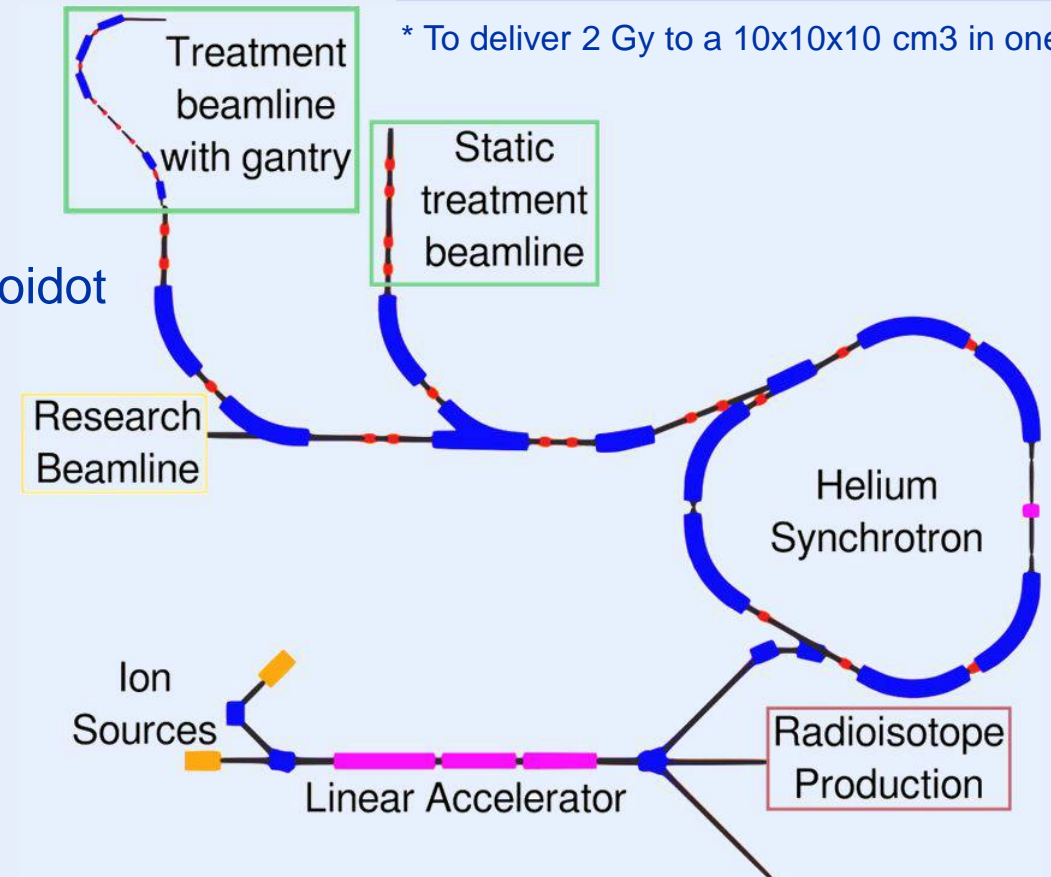 * To deliver 2 Gy to a 10x10x10 cm3 in one
Treatment
beamline
with gantry
Static
treatment
beamline
oidot
Research
Beamline
Helium
Synchrotron
Ion
Sources
Linear Accelerator
Radioisotope
Production